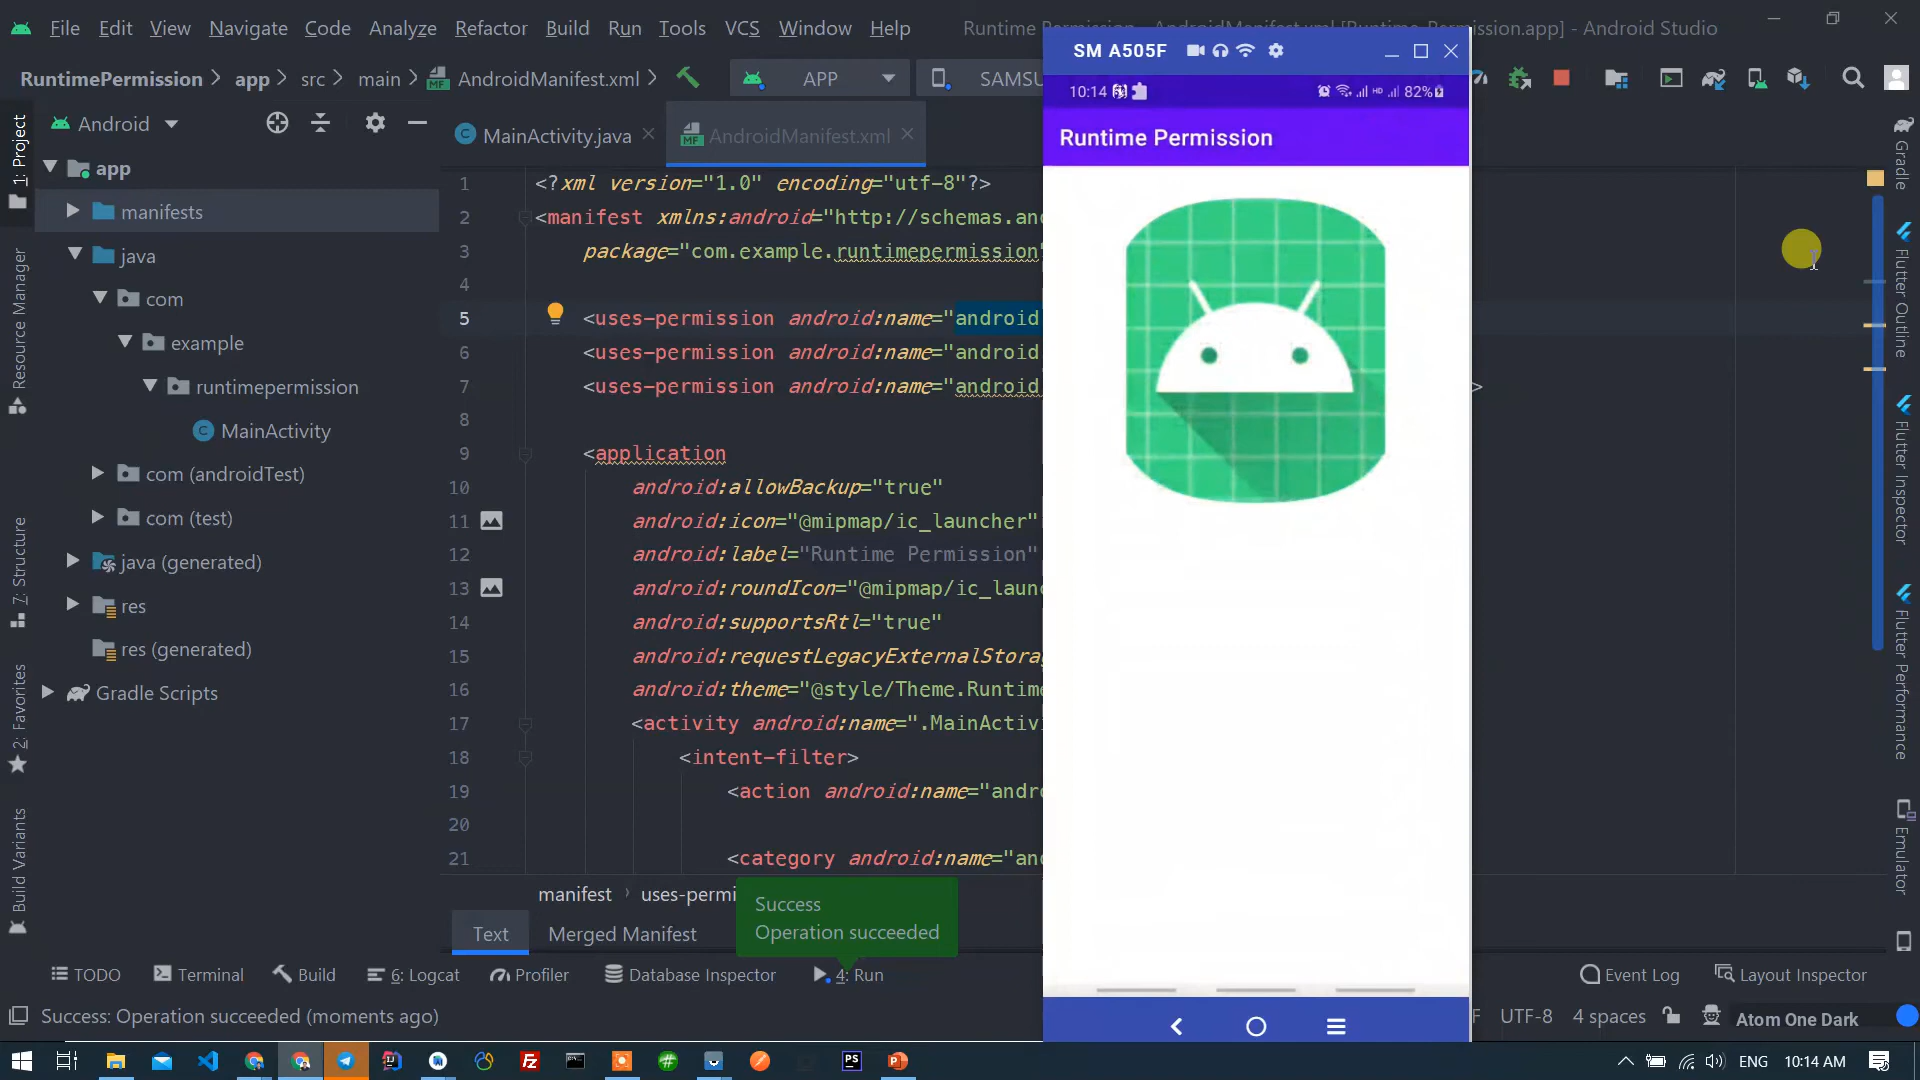 File Edit View Navigate Code Analyze Refactor Build Run Tools VCS Window Help Runtime ission.app] - Android Studio
RuntimePermission app src main AndroidManifest.xml APP SAMSU
SM A505F
10:14 82%
Runtime Permission
Android
MainActivity.java AndroidManifest.xml
app
manifests
java
com
example
runtimepermission
MainActivity
com (androidTest)
com (test)
java (generated)
res
res (generated)
Gradle Scripts
1: Project
Resource Manager
7: Structure
2: Favorites
Build Variants
1 <?xml version="1.0" encoding="utf-8"?>
2 <manifest xmlns:android="http://schemas.an
3 package="com.example.runtimepermission"
4
5 <uses-permission android:name="android
6 <uses-permission android:name="android
7 <uses-permission android:name="android >
8
9 <application
10 android:allowBackup="true"
11 android:icon="@mipmap/ic_launcher"
12 android:label="Runtime Permission"
13 android:roundIcon="@mipmap/ic_laun
14 android:supportsRtl="true"
15 android:requestLegacyExternalStora
16 android:theme="@style/Theme.Runtim
17 <activity android:name=".MainActivi
18 <intent-filter>
19 <action android:name="andr
20
21 <category android:name="an
manifest uses-permi
Success
Operation succeeded
Text Merged Manifest
Gradle
Flutter Outline
Flutter Inspector
Flutter Performance
Emulator
TODO Terminal Build 6: Logcat Profiler Database Inspector 4: Run Event Log Layout Inspector
Success: Operation succeeded (moments ago) UTF-8 4 spaces Atom One Dark
ENG 10:14 AM